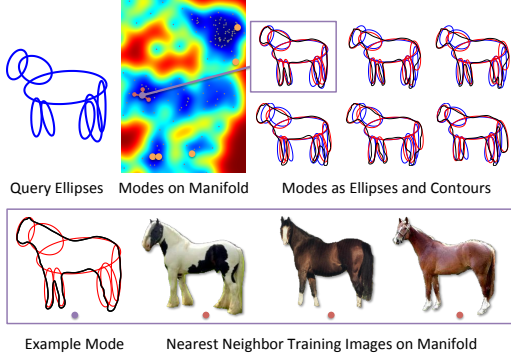 Query Ellipses
Modes on Manifold
Modes as Ellipses and Contours
Example Mode
Nearest Neighbor Training Images on Manifold